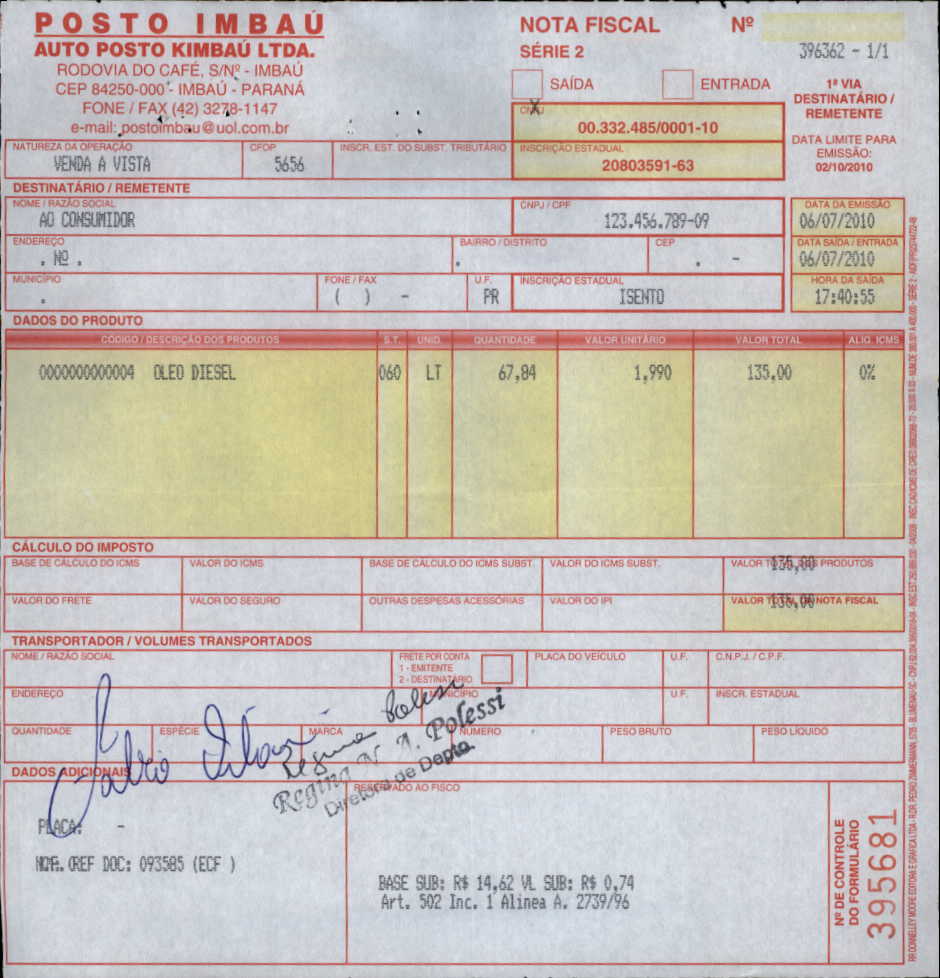 POSTO IMBAÚ
AUTO POSTO KIMBAÚ LTDA.
RODOVIA DO CAFÉ, S/Nº - IMBAÚ
CEP 84250-000 - IMBAÚ - PARANÁ
FONE / FAX (42) 3278-1147
e-mail: postoimbau@uol.com.br
NOTA FISCAL Nº
SÉRIE 2
396362 - 1/1
SAÍDA ENTRADA
1ª VIA
DESTINATÁRIO /
REMETENTE
CNPJ
X
00.332.485/0001-10
DATA LIMITE PARA
EMISSÃO:
02/10/2010
NATUREZA DA OPERAÇÃO CFOP INSCR. EST. DO SUBST. TRIBUTÁRIO INSCRIÇÃO ESTADUAL
VENDA A VISTA 5656 20803591-63
DESTINATÁRIO / REMETENTE
NOME / RAZÃO SOCIAL CNPJ / CPF DATA DA EMISSÃO
AO CONSUMIDOR 123.456.789-09 06/07/2010
ENDEREÇO BAIRRO / DISTRITO CEP DATA SAÍDA / ENTRADA
. Nº . . . - 06/07/2010
MUNICÍPIO FONE / FAX U.F. INSCRIÇÃO ESTADUAL HORA DA SAÍDA
. ( ) - PR ISENTO 17:40:55
DADOS DO PRODUTO
CÓDIGO / DESCRIÇÃO DOS PRODUTOS S.T. UNID. QUANTIDADE VALOR UNITÁRIO VALOR TOTAL ALIQ. ICMS
0000000000004 OLEO DIESEL 060 LT 67,84 1,990 135,00 0%
CÁLCULO DO IMPOSTO
BASE DE CÁLCULO DO ICMS VALOR DO ICMS BASE DE CÁLCULO DO ICMS SUBST. VALOR DO ICMS SUBST. VALOR PRODUTOS
135,00
VALOR DO FRETE VALOR DO SEGURO OUTRAS DESPESAS ACESSÓRIAS VALOR DO IPI VALOR NOTA FISCAL
135,00
TRANSPORTADOR / VOLUMES TRANSPORTADOS
NOME / RAZÃO SOCIAL FRETE POR CONTA PLACA DO VEÍCULO U.F. C.N.P.J. / C.P.F.
1 - EMITENTE
2 - DESTINATÁRIO
ENDEREÇO MUNICÍPIO U.F. INSCR. ESTADUAL
QUANTIDADE ESPÉCIE MARCA NÚMERO PESO BRUTO PESO LÍQUIDO
Regina N. A. Polessi
Diretora de Depto.
DADOS ADICIONAIS
RESERVADO AO FISCO
PLACA: -
REF DOC: 093585 (ECF )
BASE SUB: R$ 14,62 VL SUB: R$ 0,74
Art. 502 Inc. 1 Alinea A. 2739/96
Nº DE CONTROLE
DO FORMULÁRIO
395681